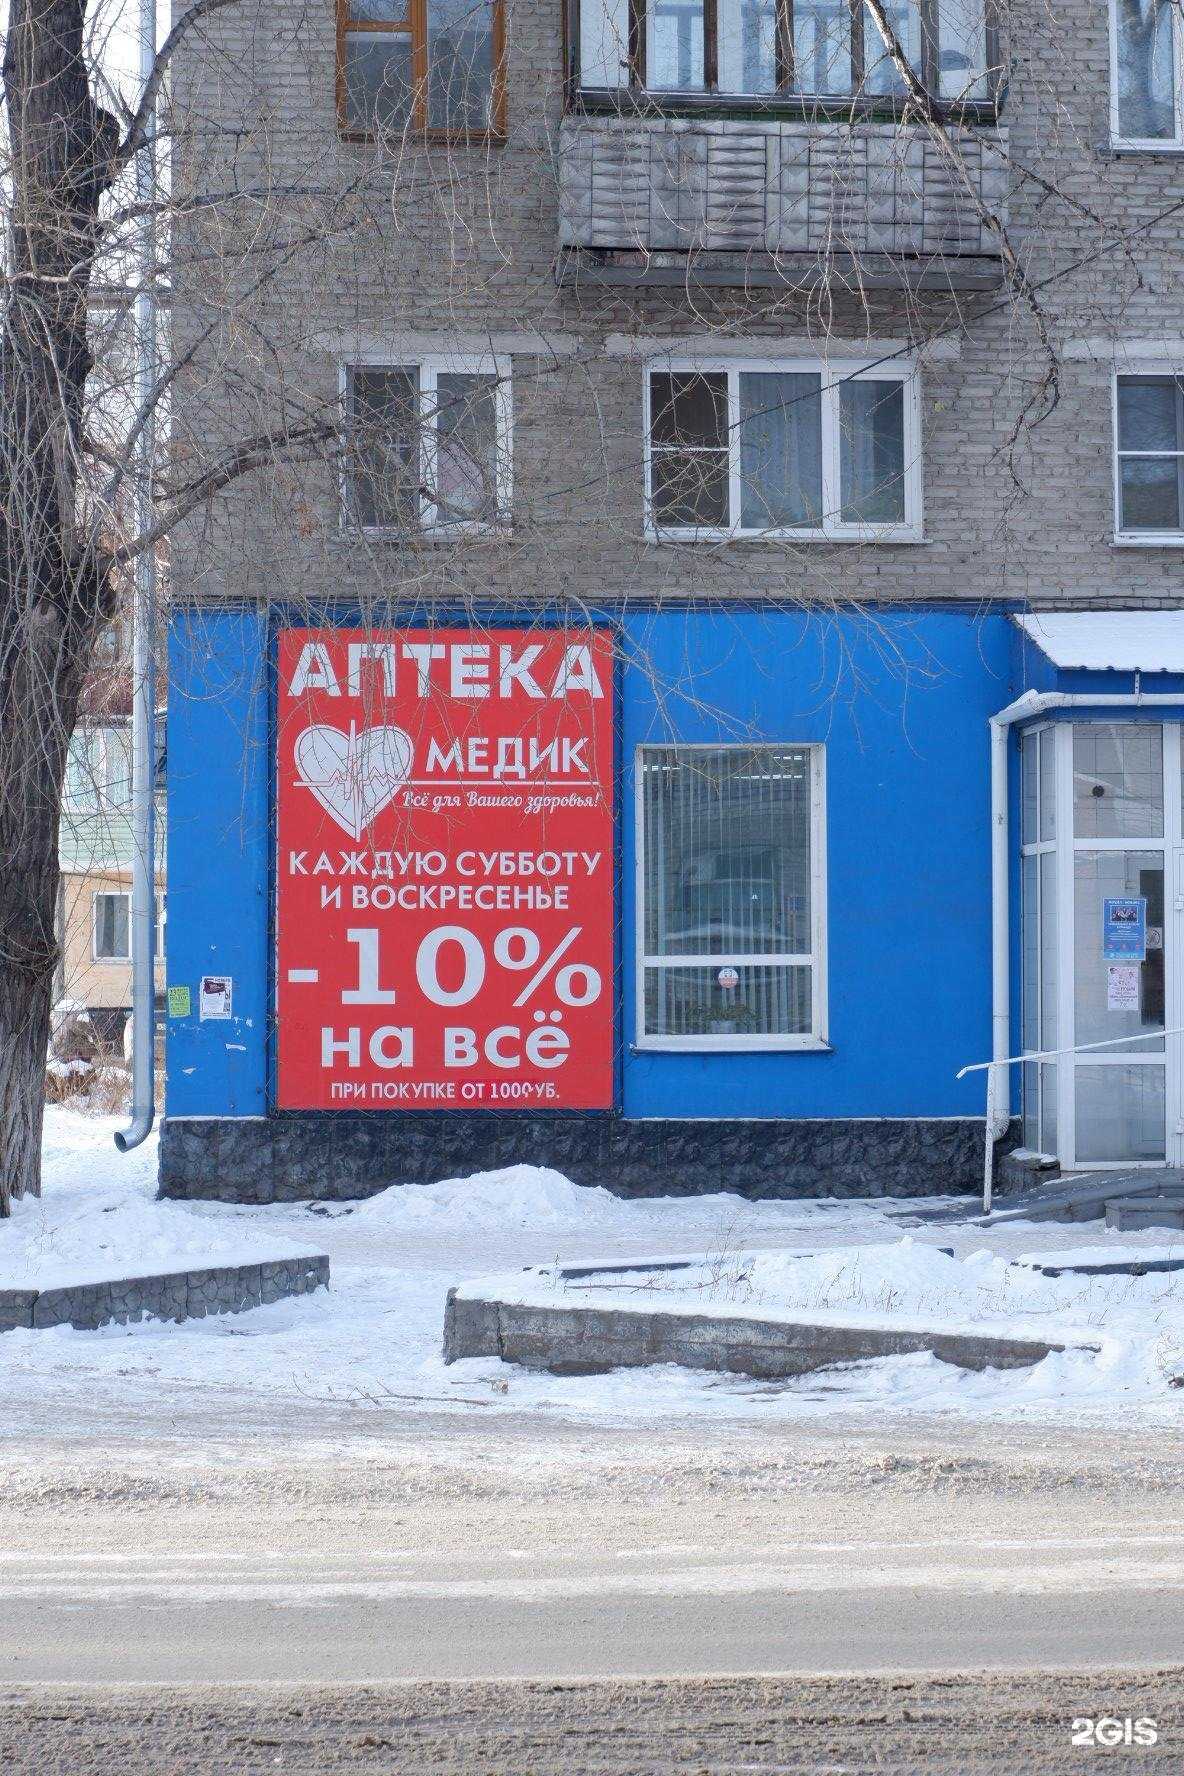 АПТЕКА
МЕДИК
Всё для Вашего здоровья!
КАЖДУЮ СУББОТУ
И ВОСКРЕСЕНЬЕ
-10%
на всё
ПРИ ПОКУПКЕ ОТ 1000РУБ.
2GIS